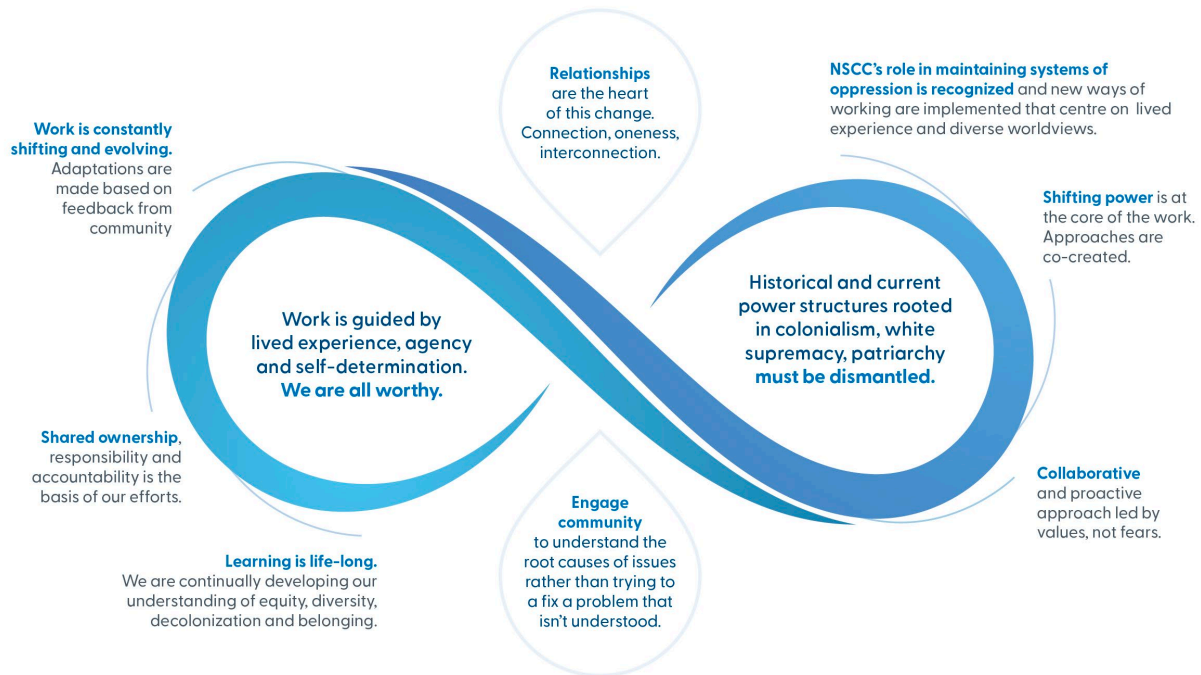 Relationships
are the heart
of this change.
Connection, oneness,
interconnection.
NSCC’s role in maintaining systems of
oppression is recognized and new ways of
working are implemented that centre on lived
experience and diverse worldviews.
Work is constantly
shifting and evolving.
Adaptations are
made based on
feedback from
community
Shifting power is at
the core of the work.
Approaches are
co-created.
Work is guided by
lived experience, agency
and self-determination.
We are all worthy.
Historical and current
power structures rooted
in colonialism, white
supremacy, patriarchy
must be dismantled.
Shared ownership,
responsibility and
accountability is the
basis of our efforts.
Collaborative
and proactive
approach led by
values, not fears.
Engage
community
to understand the
root causes of issues
rather than trying to
a fix a problem that
isn’t understood.
Learning is life-long.
We are continually developing our
understanding of equity, diversity,
decolonization and belonging.